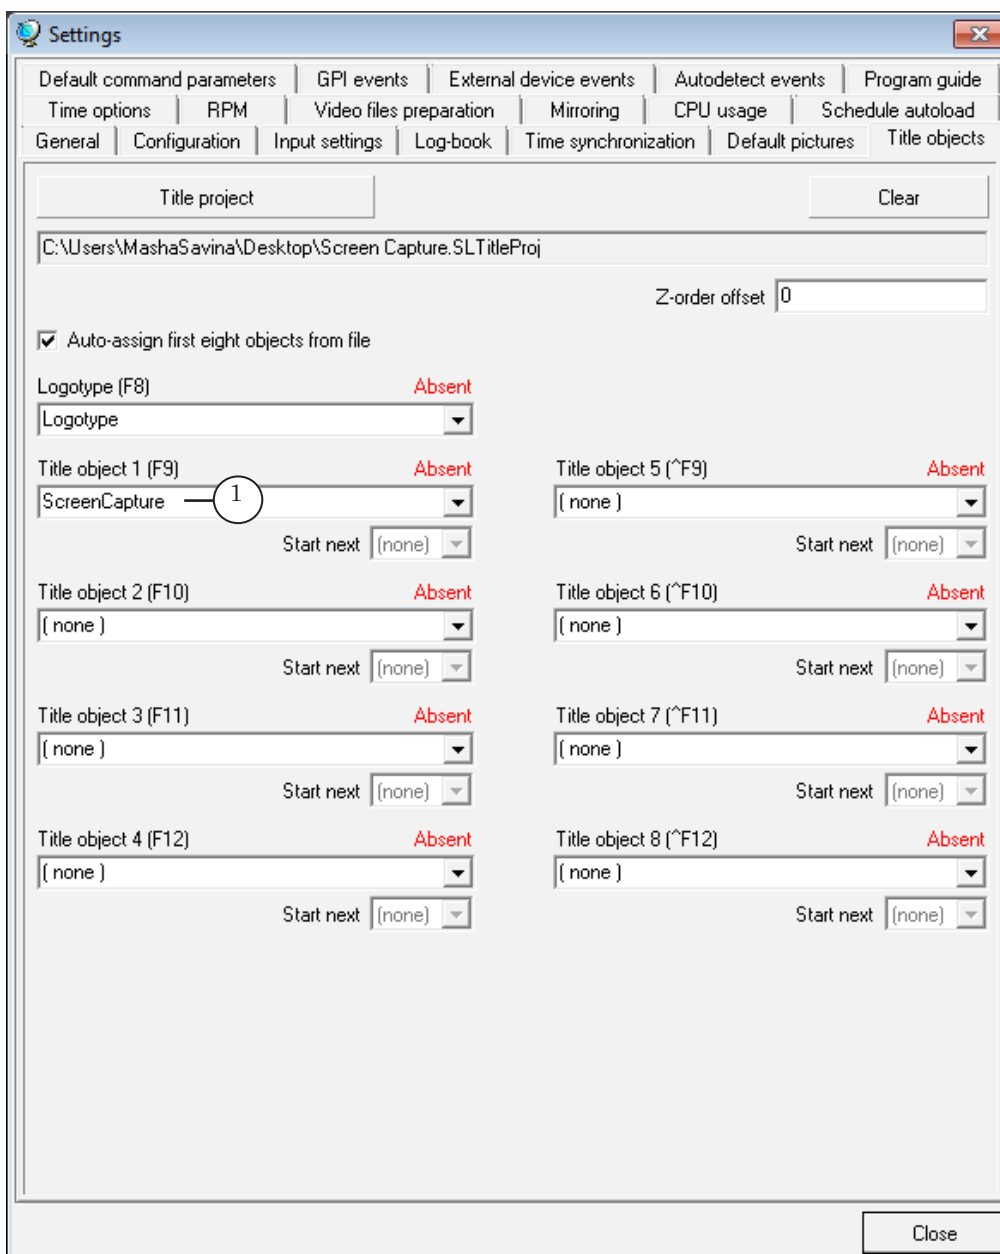 Settings
Default command parameters GPI events External device events Autodetect events Program guide
Time options RPM Video files preparation Mirroring CPU usage Schedule autoload
General Configuration Input settings Log-book Time synchronization Default pictures Title objects
Title project Clear
C:\Users\MashaSavina\Desktop\Screen Capture.SLTitleProj
Z-order offset 0
Auto-assign first eight objects from file
Logotype (F8) Absent
Logotype
Title object 1 (F9) Absent Title object 5 (^F9) Absent
ScreenCapture 1 ( none )
Start next (none) Start next (none)
Title object 2 (F10) Absent Title object 6 (^F10) Absent
( none ) ( none )
Start next (none) Start next (none)
Title object 3 (F11) Absent Title object 7 (^F11) Absent
( none ) ( none )
Start next (none) Start next (none)
Title object 4 (F12) Absent Title object 8 (^F12) Absent
( none ) ( none )
Start next (none) Start next (none)
Close